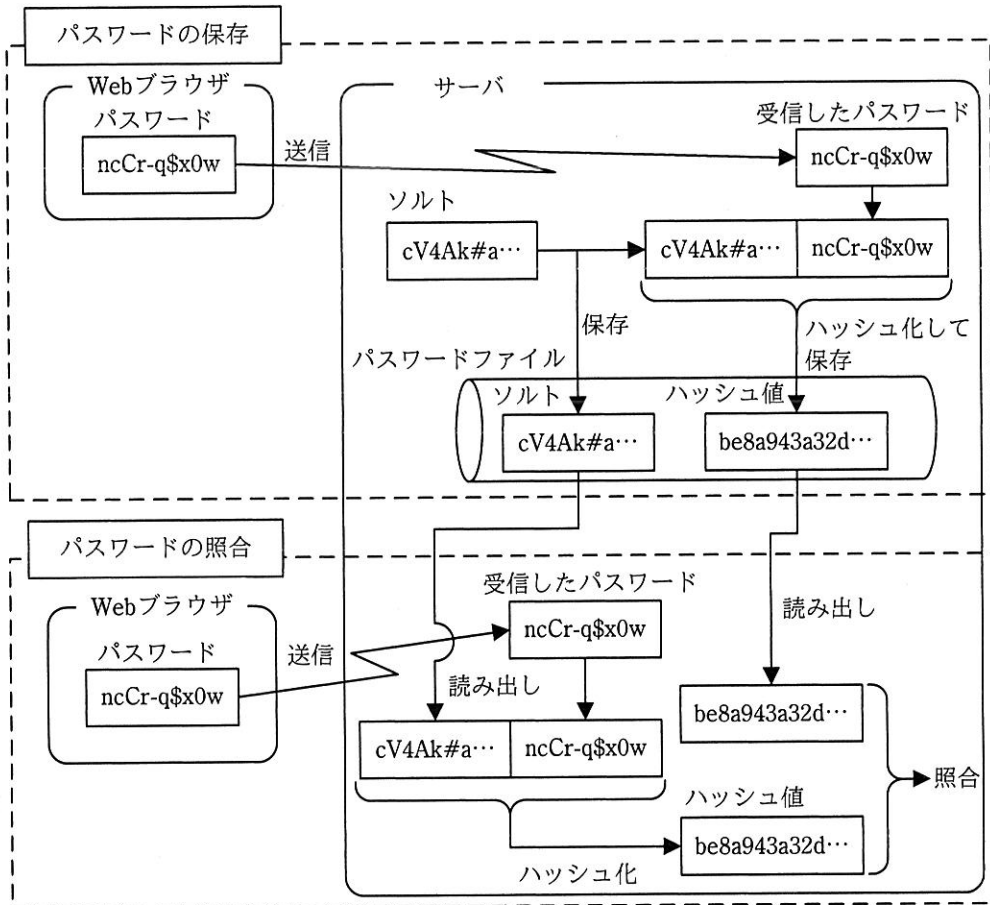 パスワードの保存
Webブラウザ
サーバ
パスワード
受信したパスワード
ncCr-q$x0w
送信
ncCr-q$x0w
ソルト
cV4Ak#a…
cV4Ak#a…
ncCr-q$x0w
保存
ハッシュ化して
保存
パスワードファイル
ソルト
ハッシュ値
cV4Ak#a…
be8a943a32d…
パスワードの照合
Webブラウザ
受信したパスワード
パスワード
送信
ncCr-q$x0w
読み出し
ncCr-q$x0w
読み出し
be8a943a32d…
cV4Ak#a…
ncCr-q$x0w
照合
ハッシュ値
be8a943a32d…
ハッシュ化